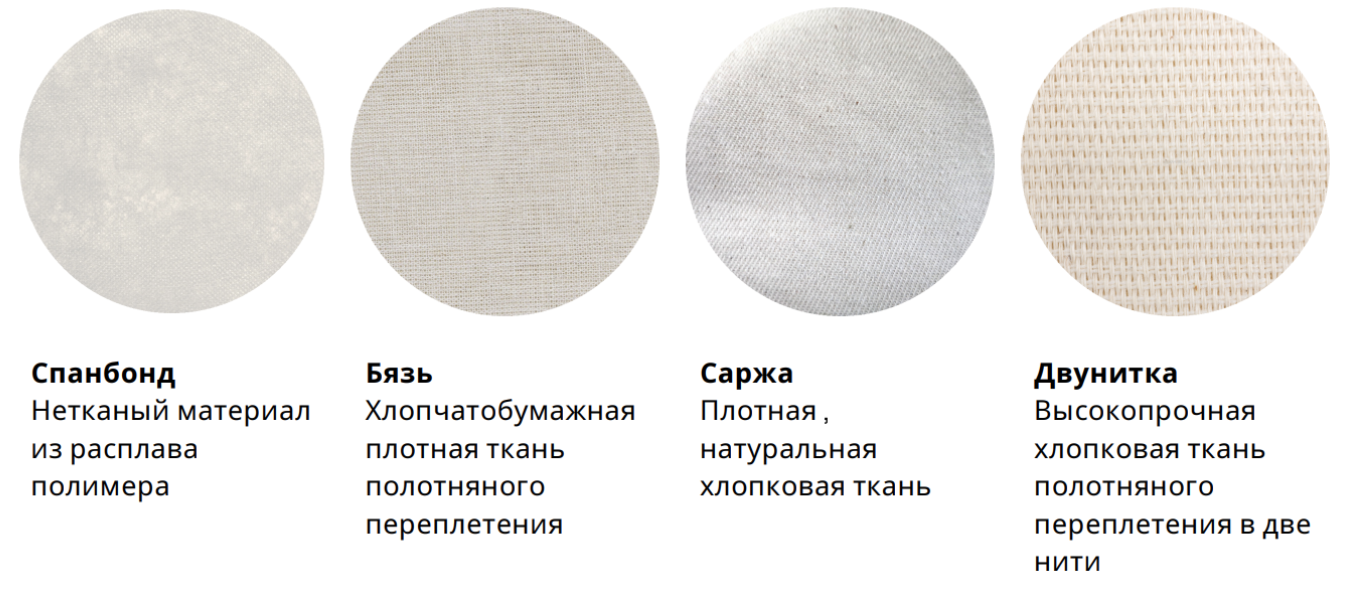 Спанбонд
Нетканый материал
из расплава
полимера
Бязь
Хлопчатобумажная
плотная ткань
полотняного
переплетения
Саржа
Плотная ,
натуральная
хлопковая ткань
Двунитка
Высокопрочная
хлопковая ткань
полотняного
переплетения в две
нити